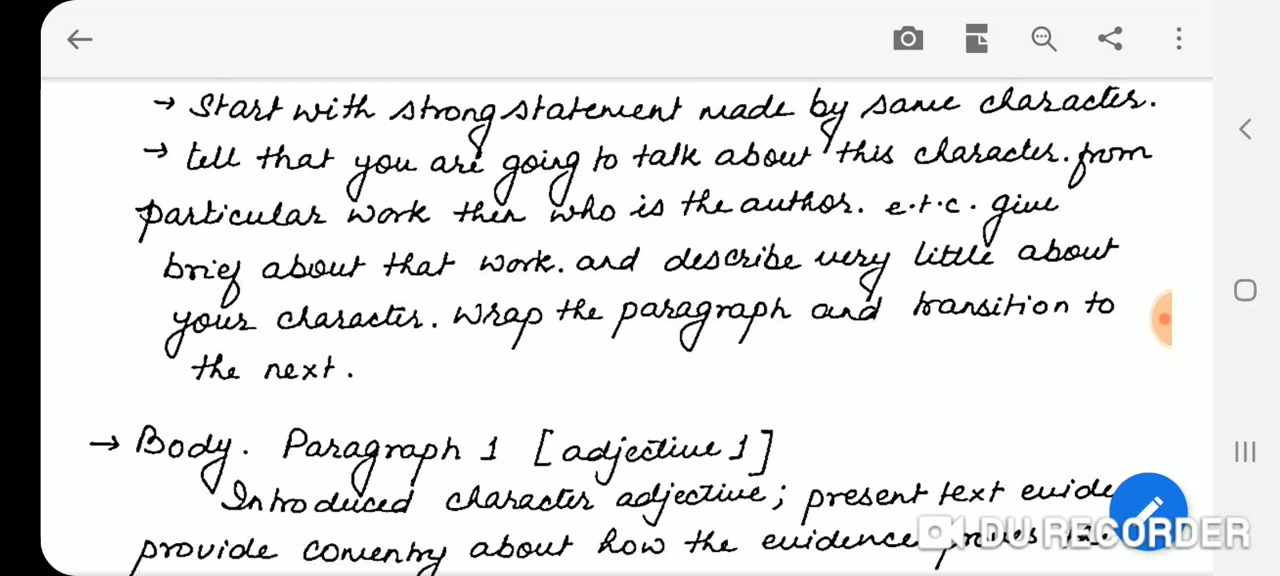 → Start with strong statement made by same character.
→ tell that you are going to talk about this character. from
particular work then who is the author. e.t.c. give
brief about that work. and describe very little about
your character. Wrap the paragraph and transition to
the next.
→ Body. Paragraph 1 [adjective 1]
Introduced character adjective; present text evide
provide comentry about how the evidence proves the
DU RECORDER